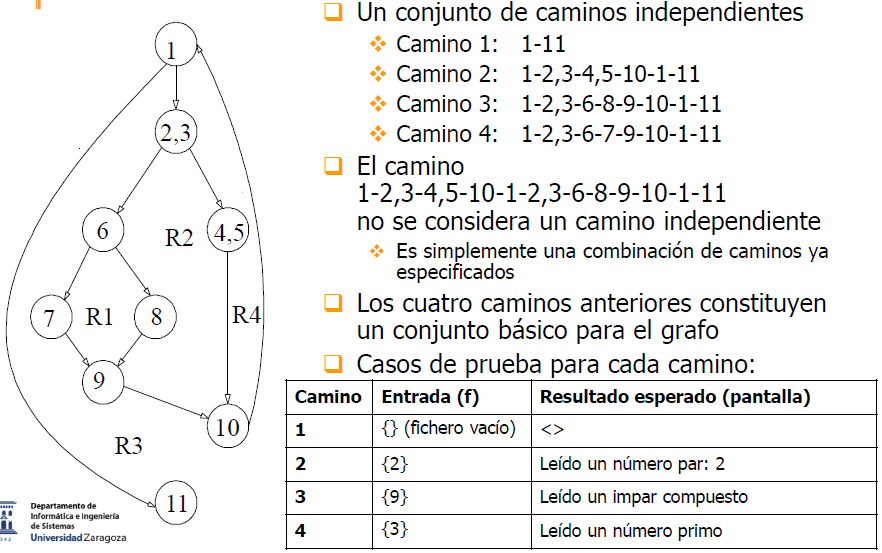 1
2,3
6
R2
4,5
7
R1
8
R4
9
10
R3
11
Departamento de
Informática e Ingeniería
de Sistemas
Universidad Zaragoza
1542
Un conjunto de caminos independientes
Camino 1: 1-11
Camino 2: 1-2,3-4,5-10-1-11
Camino 3: 1-2,3-6-8-9-10-1-11
Camino 4: 1-2,3-6-7-9-10-1-11
El camino
1-2,3-4,5-10-1-2,3-6-8-9-10-1-11
no se considera un camino independiente
Es simplemente una combinación de caminos ya
especificados
Los cuatro caminos anteriores constituyen
un conjunto básico para el grafo
Casos de prueba para cada camino:
Camino Entrada (f) Resultado esperado (pantalla)
1 {} (fichero vacío) <>
2 {2} Leído un número par: 2
3 {9} Leído un impar compuesto
4 {3} Leído un número primo